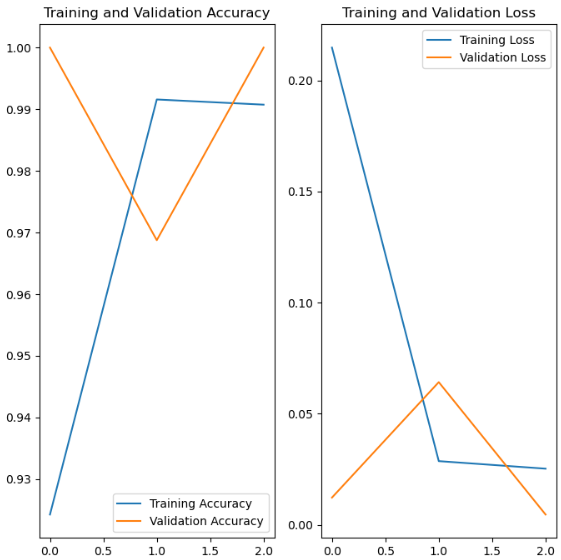 Training and Validation Accuracy
1.00
0.99
0.98
0.97
0.96
0.95
0.94
0.93
Training Accuracy
Validation Accuracy
0.0 0.5 1.0 1.5 2.0
Training and Validation Loss
Training Loss
Validation Loss
0.20
0.15
0.10
0.05
0.00
0.0 0.5 1.0 1.5 2.0